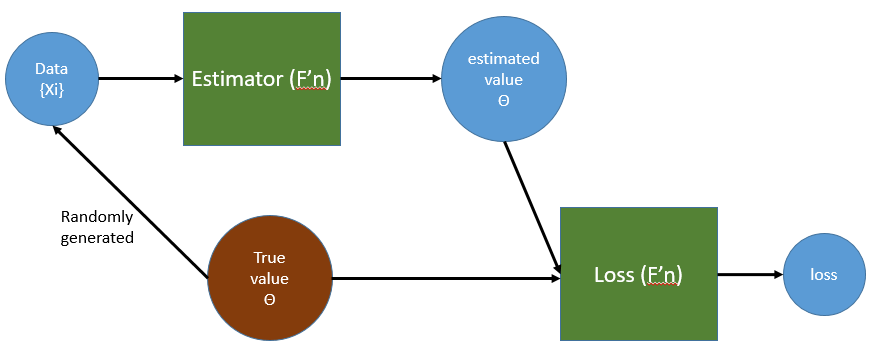 Data
{Xi}
Estimator (F’n)
estimated
value
Θ
Randomly
generated
True
value
Θ
Loss (F’n)
loss